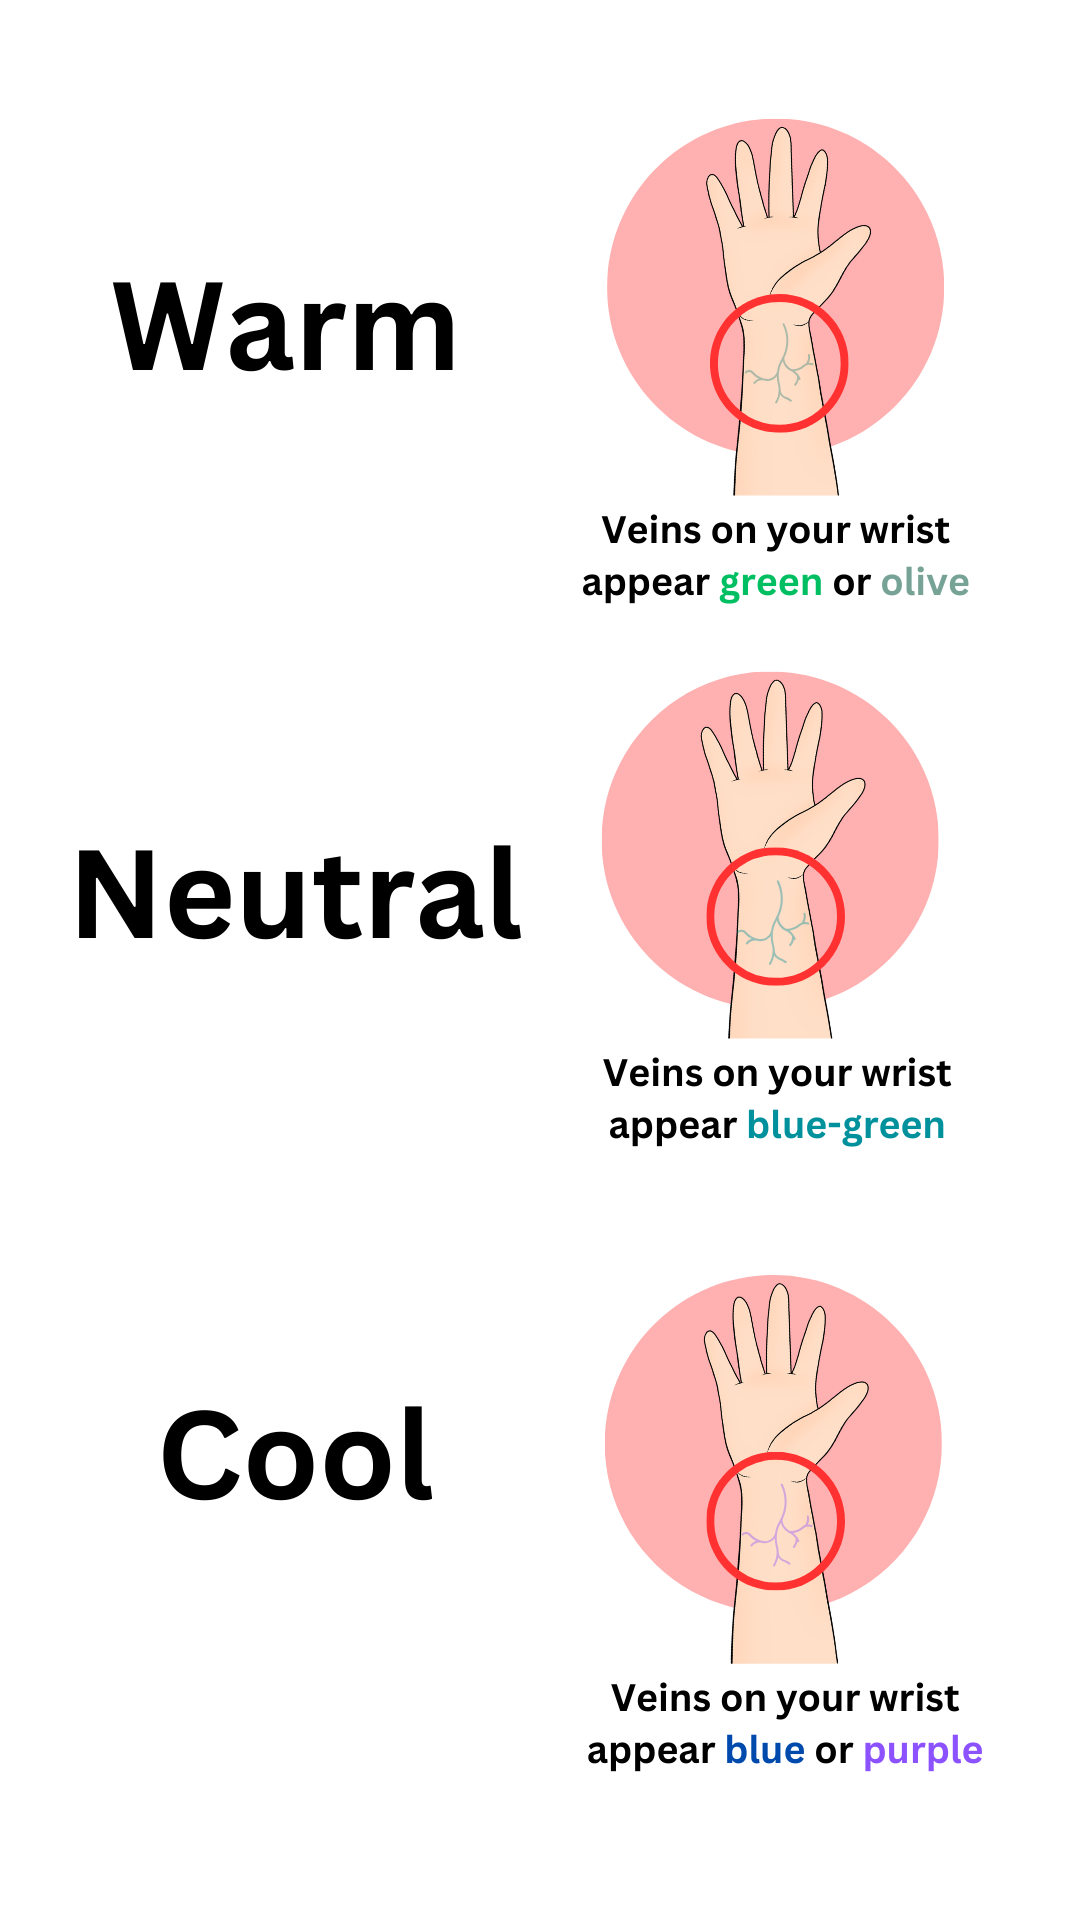 Warm
Veins on your wrist
appear green or olive
Neutral
Veins on your wrist
appear blue-green
Cool
Veins on your wrist
appear blue or purple